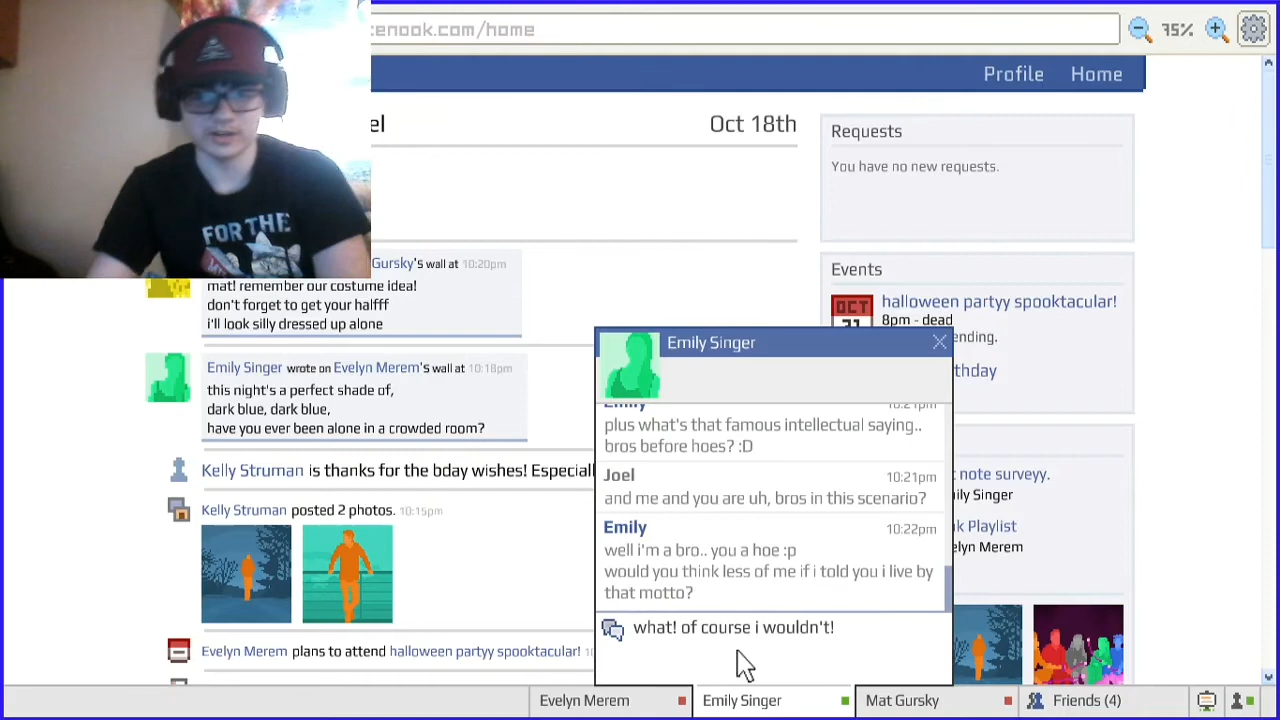 cenook.com/home
75%
Profile Home
el Oct 18th
Requests
You have no new requests.
Gursky's wall at 10:20pm
mat! remember our costume idea!
don't forget to get your halfff
i'll look silly dressed up alone
Emily Singer wrote on Evelyn Merem's wall at 10:18pm
this night's a perfect shade of,
dark blue, dark blue,
have you ever been alone in a crowded room?
Kelly Struman is thanks for the bday wishes! Especiall
Kelly Struman posted 2 photos. 10:15pm
Evelyn Merem plans to attend halloween partyy spooktacular!
Events
OCT
31
halloween partyy spooktacular!
8pm - dead
ending.
thday
note surveyy.
ily Singer
k Playlist
elyn Merem
Emily Singer
Emily 10:21pm
plus what's that famous intellectual saying..
bros before hoes? :D
Joel 10:21pm
and me and you are uh, bros in this scenario?
Emily 10:22pm
well i'm a bro.. you a hoe :p
would you think less of me if i told you i live by
that motto?
what! of course i wouldn't!
Evelyn Merem
Emily Singer
Mat Gursky
Friends (4)
FOR THE